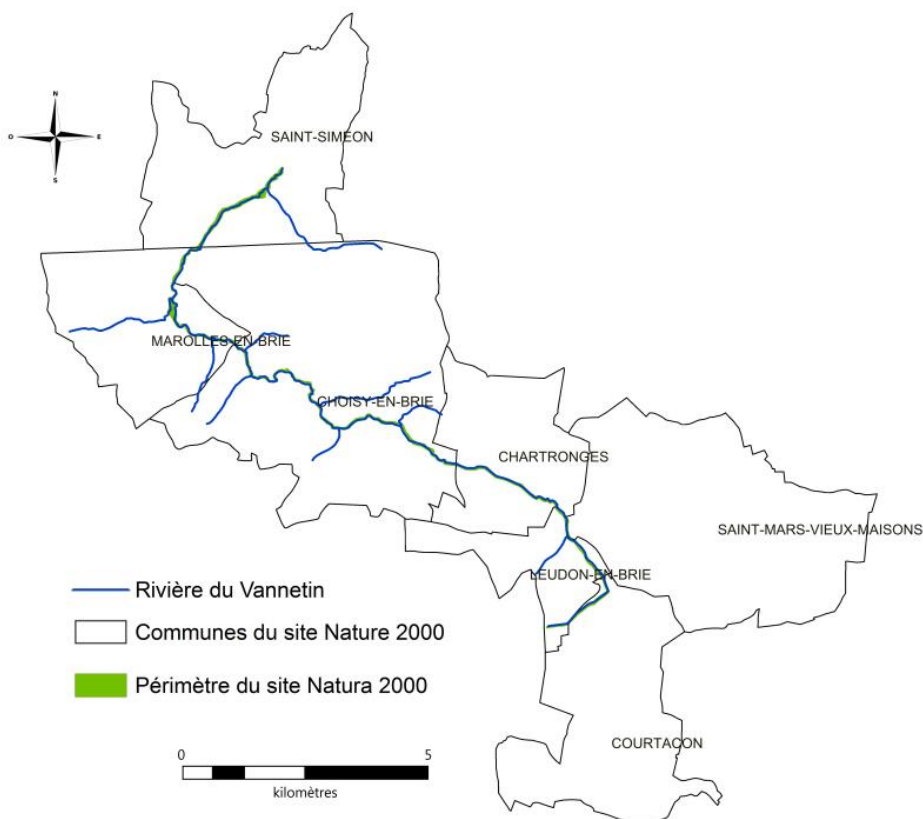 SAINT-SIMEON
N
O
E
S
MAROLLES-EN-BRIE
CHOISY-EN-BRIE
CHARTRONGES
SAINT-MARS-VIEUX-MAISONS
LEUDON-EN-BRIE
Rivière du Vannetin
Communes du site Nature 2000
Périmètre du site Natura 2000
COURTACON
0 5
kilomètres